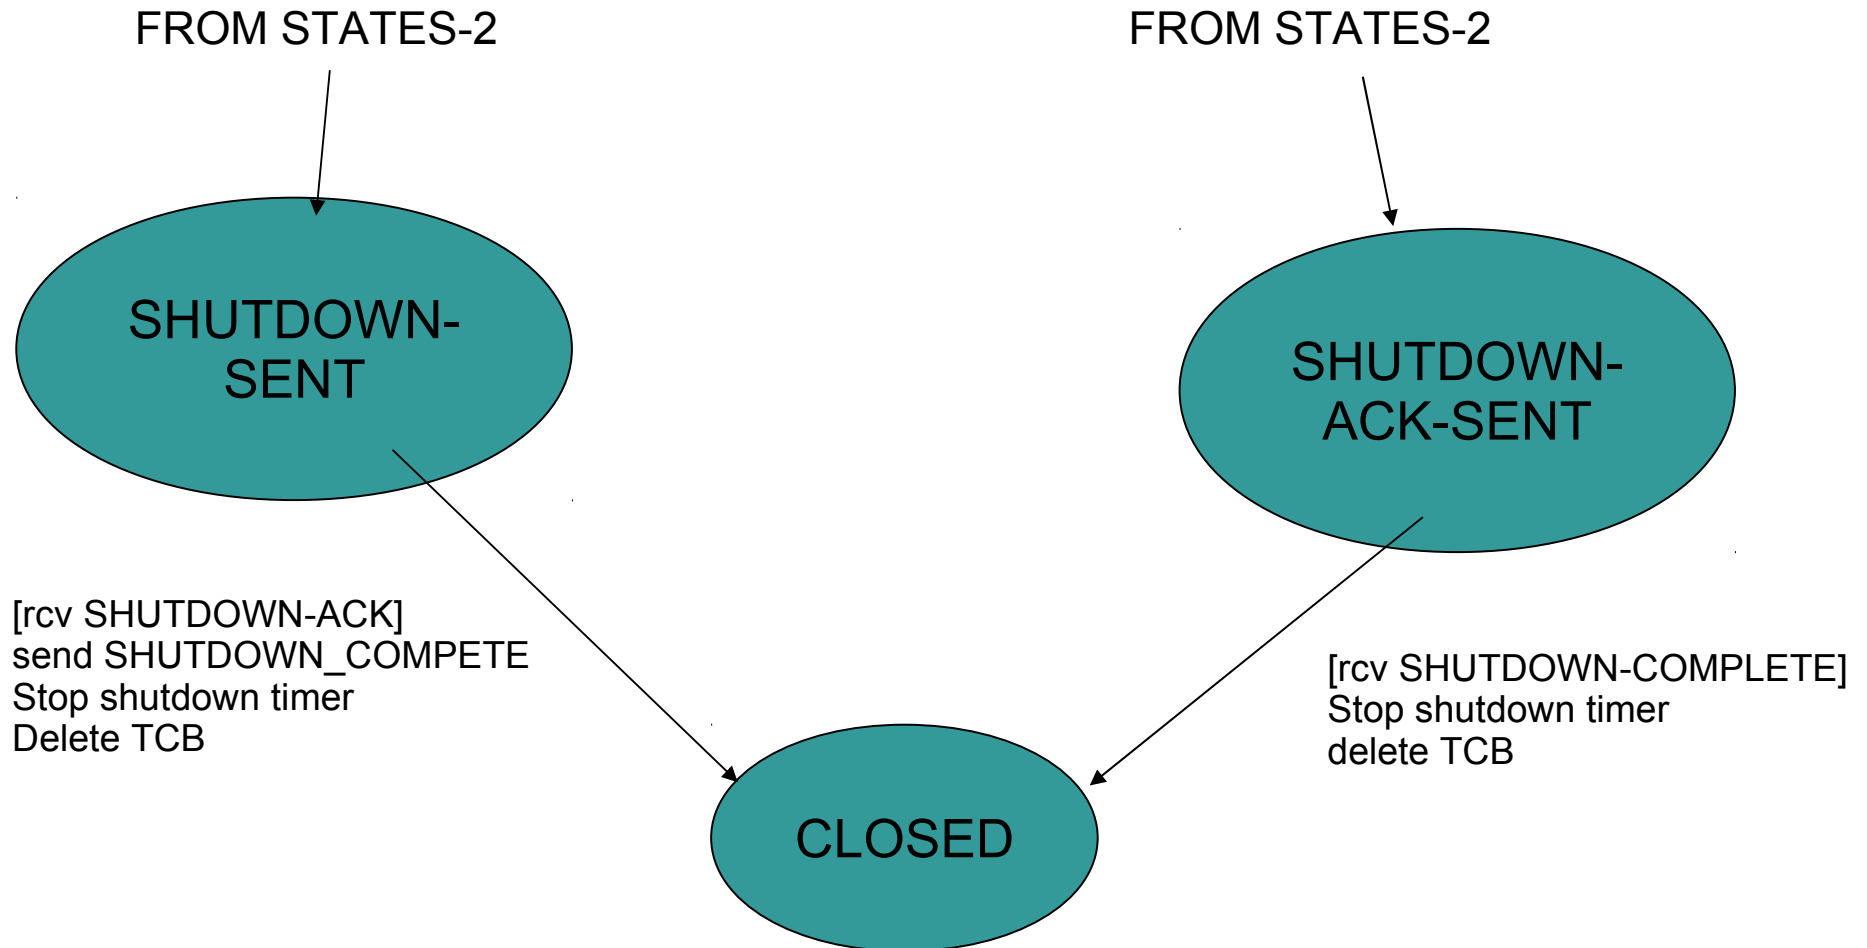 FROM STATES-2
FROM STATES-2
SHUTDOWN-
SENT
SHUTDOWN-
ACK-SENT
[rcv SHUTDOWN-ACK]
send SHUTDOWN_COMPETE
Stop shutdown timer
Delete TCB
[rcv SHUTDOWN-COMPLETE]
Stop shutdown timer
delete TCB
CLOSED